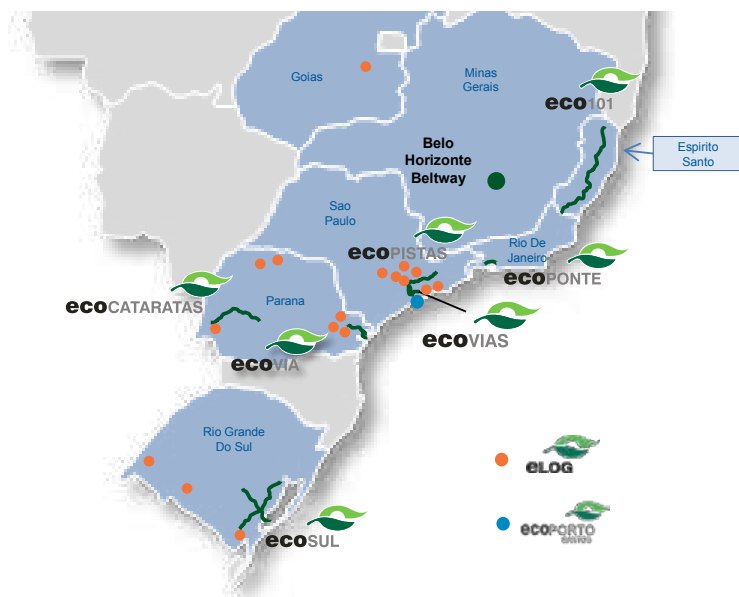 Goias
Minas
Gerais
eco101
Belo
Horizonte
Beltway
Espirito
Santo
Sao
Paulo
ecoPISTAS
Rio De
Janeiro
ecoPONTE
ecoCATARATAS
Parana
ecoVIAS
ecoVIA
Rio Grande
Do Sul
eLOG
ecoPORTO
SANTOS
ecoSUL